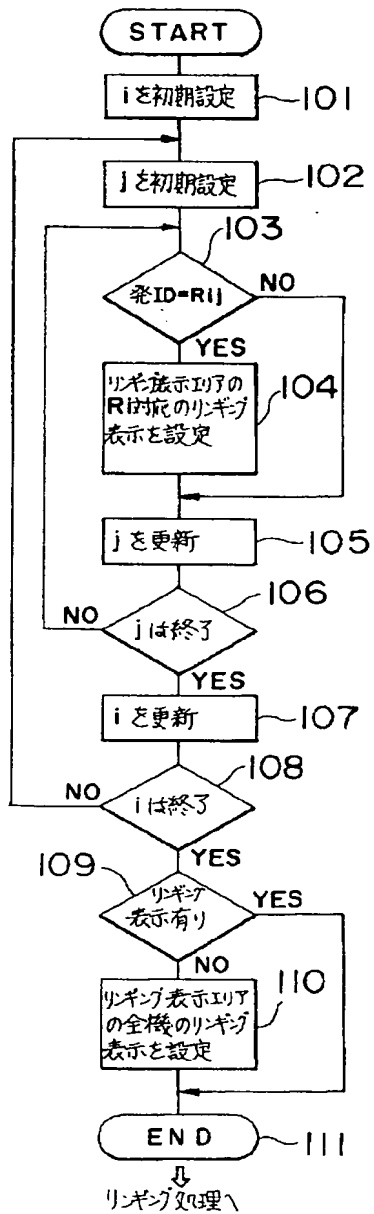 START
iを初期設定
101
jを初期設定
102
103
発ID=Rij
NO
YES
リンギング表示エリアの
Ri対応のリンギング
表示を設定
104
jを更新
105
106
NO
jは終了
YES
iを更新
107
108
NO
iは終了
YES
109
リンギング
表示有り
YES
NO
リンギング表示エリア
の全機のリンギング
表示を設定
110
END
111
リンギング処理へ